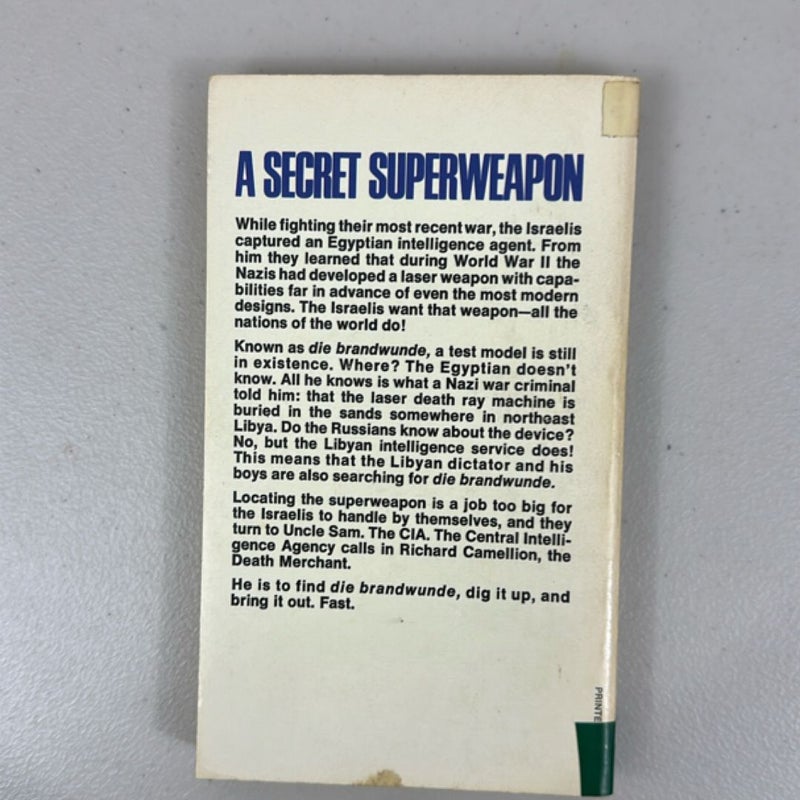 A SECRET SUPERWEAPON
While fighting their most recent war, the Israelis
captured an Egyptian intelligence agent. From
him they learned that during World War II the
Nazis had developed a laser weapon with capa-
bilities far in advance of even the most modern
designs. The Israelis want that weapon—all the
nations of the world do!
Known as die brandwunde, a test model is still
in existence. Where? The Egyptian doesn't
know. All he knows is what a Nazi war criminal
told him: that the laser death ray machine is
buried in the sands somewhere in northeast
Libya. Do the Russians know about the device?
No, but the Libyan intelligence service does!
This means that the Libyan dictator and his
boys are also searching for die brandwunde.
Locating the superweapon is a job too big for
the Israelis to handle by themselves, and they
turn to Uncle Sam. The CIA. The Central Intelli-
gence Agency calls in Richard Camellion, the
Death Merchant.
He is to find die brandwunde, dig it up, and
bring it out. Fast.
PRINTE